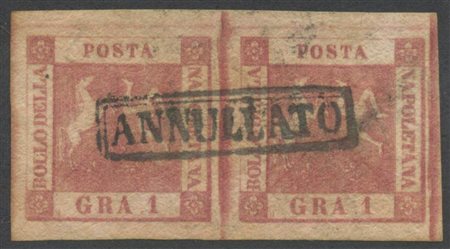 POSTA
BOLLO DELLA
NAPOLETANA
GRA 1
POSTA
BOLLO DELLA
NAPOLETANA
GRA 1
ANNULLATO